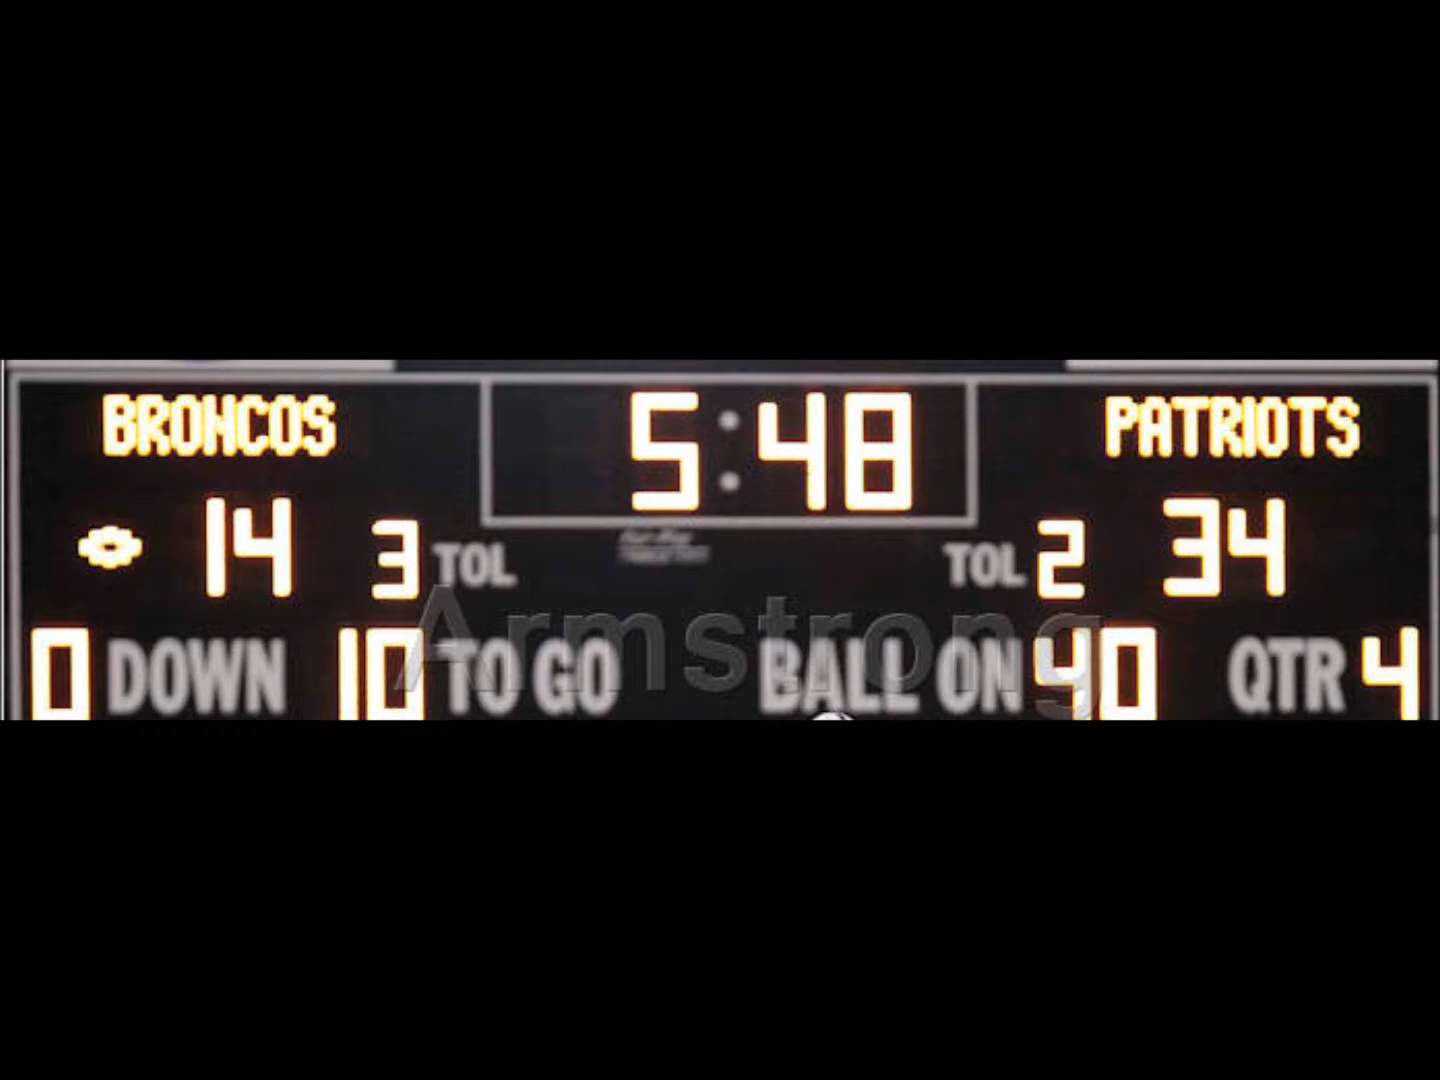 BRONCOS 5:48 PATRIOTS
14 3 TOL TOL 2 34
0 DOWN 10 TO GO BALL ON 40 QTR 4
Armstrong